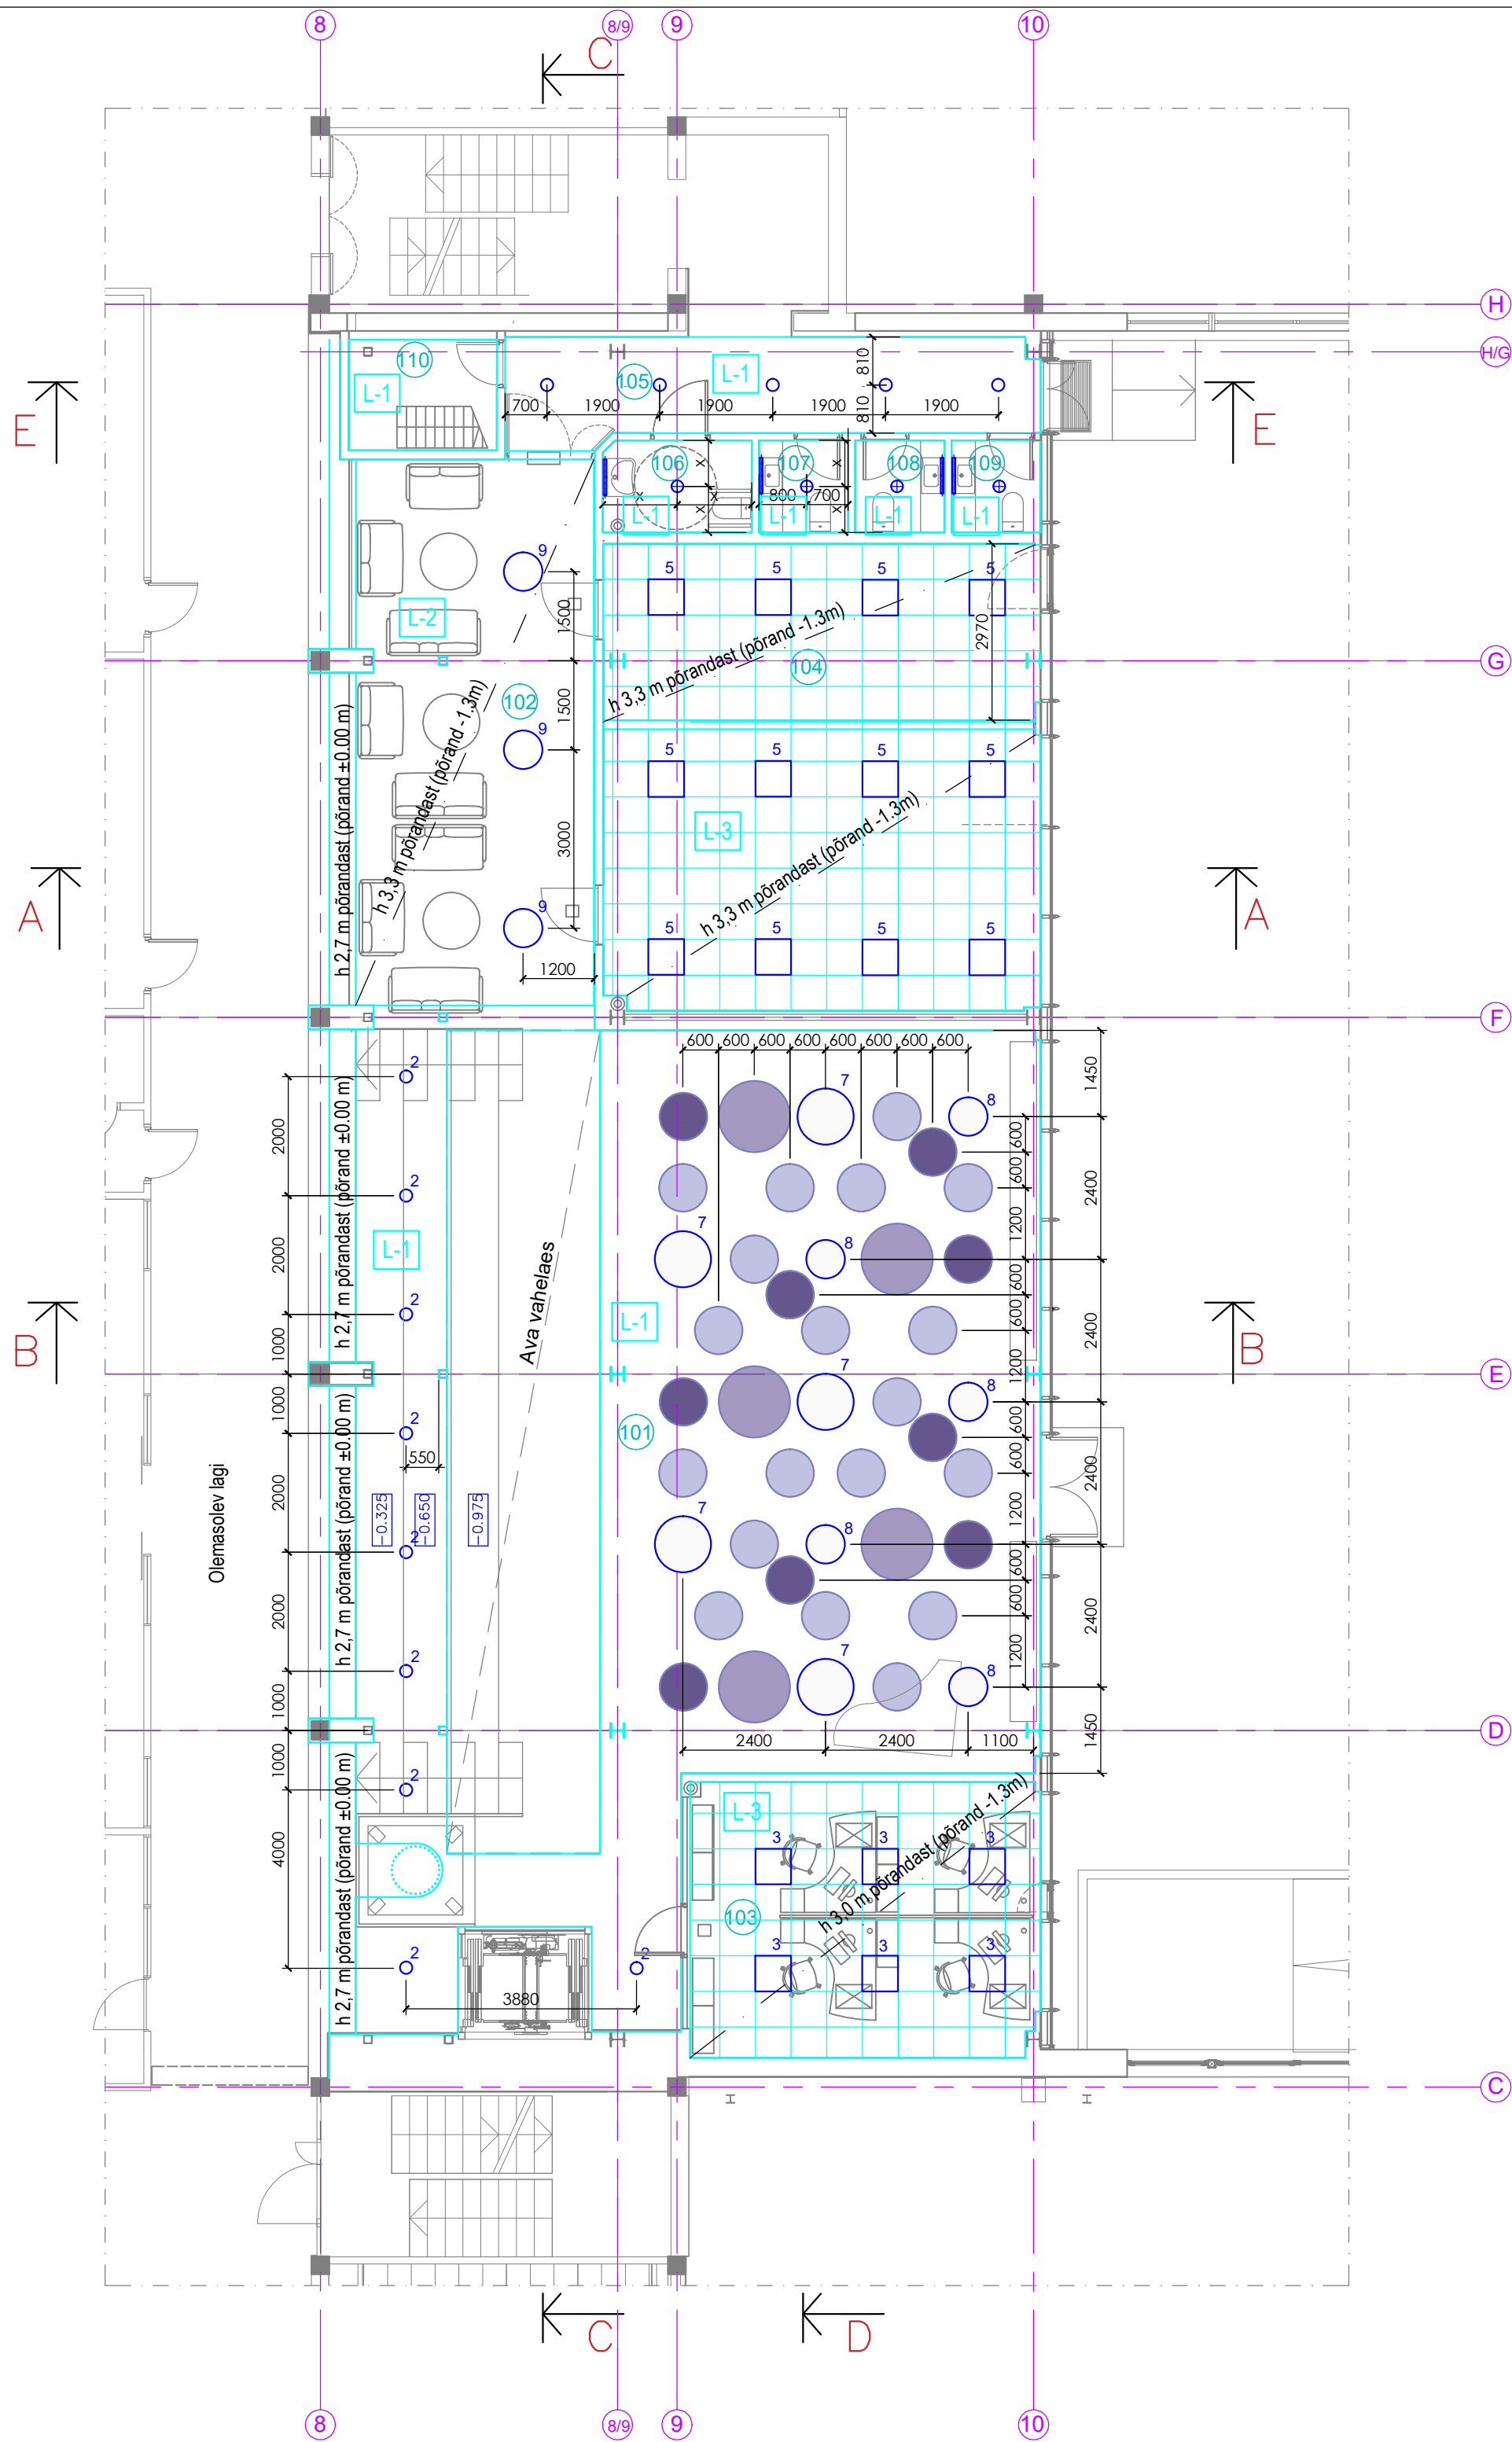 8
8/9
9
10
C
H
H/G
110
L-1
105
L-1
810
810
700
1900
1900
1900
1900
E
E
106
107
108
109
x
x
x
x
x
x
800
700
L-1
L-1
L-1
L-1
9
5
5
5
5
1500
L-2
2970
h 3,3 m põrandast (põrand -1.3m)
104
G
102
h 2,7 m põrandast (põrand ±0.00 m)
h 3,3 m põrandast (põrand -1.3m)
1500
9
5
5
5
5
3000
L-3
h 3,3 m põrandast (põrand -1.3m)
A
A
9
5
5
5
5
1200
F
600
600
600
600
600
600
600
600
1450
2
7
8
h 2,7 m põrandast (põrand ±0.00 m)
2000
600
2
600
2400
7
8
1200
L-1
2000
Ava vahelaes
600
2
L-1
600
2400
B
B
1000
1200
E
7
8
1000
2
101
600
550
600
2400
Olemasolev lagi
h 2,7 m põrandast (põrand ±0.00 m)
2000
-0.325
-0.650
-0.975
7
8
1200
2
600
2000
600
2400
2
7
8
1200
1000
D
2400
2400
1100
1450
1000
2
L-3
h 2,7 m põrandast (põrand ±0.00 m)
4000
3
3
3
h 3,0 m põrandast (põrand -1.3m)
103
2
2
3
3
3
3880
C
C
D
8
8/9
9
10